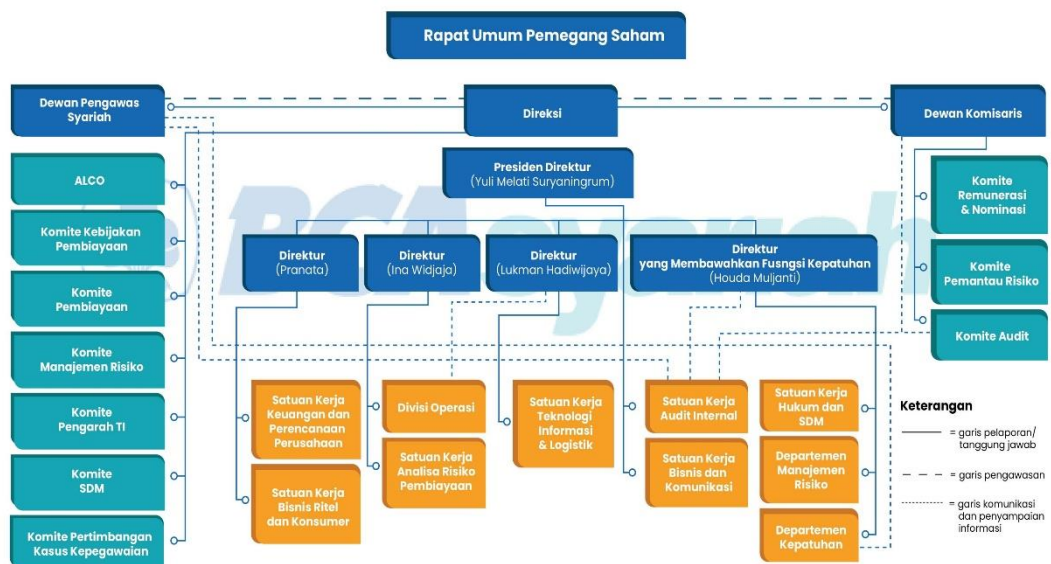 Rapat Umum Pemegang Saham
Dewan Pengawas
Syariah
Direksi
Dewan Komisaris
Presiden Direktur
(Yuli Melati Suryaningrum)
ALCO
Komite Kebijakan
Pembiayaan
Komite
Pembiayaan
Komite
Manajemen Risiko
Komite
Pengarah TI
Komite
SDM
Komite Pertimbangan
Kasus Kepegawaian
BCA syariah
Direktur
(Pranata)
Direktur
(Ina Widjaja)
Direktur
(Lukman Hadiwijaya)
Direktur
yang Membawahkan Fusngsi Kepatuhan
(Houda Muljanti)
Komite
Remunerasi
& Nominasi
Komite
Pemantau Risiko
Komite Audit
Satuan Kerja
Keuangan dan
Perencanaan
Perusahaan
Satuan Kerja
Bisnis Ritel
dan Konsumer
Divisi Operasi
Satuan Kerja
Analisa Risiko
Pembiayaan
Satuan Kerja
Teknologi
Informasi
& Logistik
Satuan Kerja
Audit Internal
Satuan Kerja
Bisnis dan
Komunikasi
Satuan Kerja
Hukum dan
SDM
Departemen
Manajemen
Risiko
Departemen
Kepatuhan
Keterangan
= garis pelaporan/
tanggung jawab
= garis pengawasan
= garis komunikasi
dan penyampaian
informasi